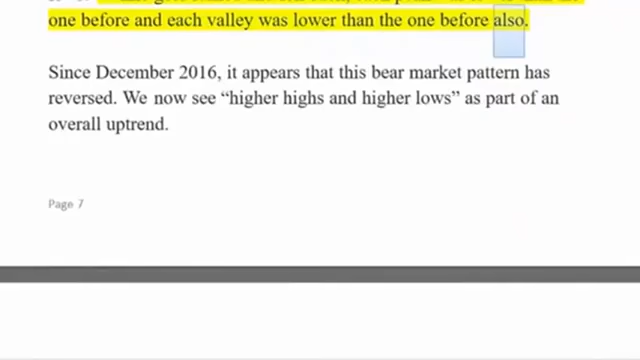 one before and each valley was lower than the one before also.
Since December 2016, it appears that this bear market pattern has
reversed. We now see “higher highs and higher lows” as part of an
overall uptrend.
Page 7